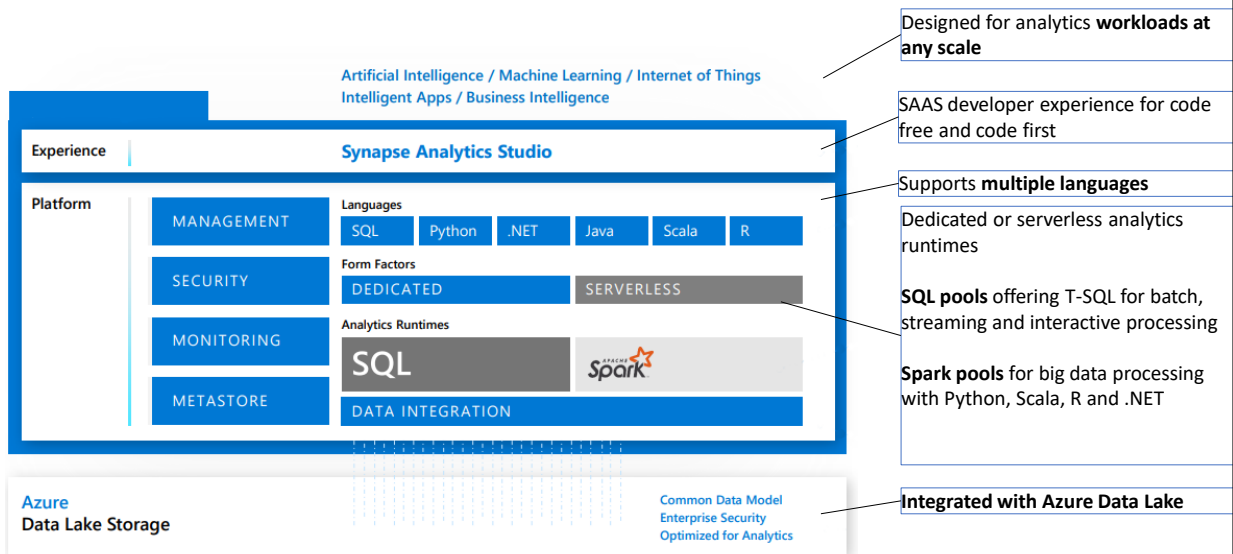 Artificial Intelligence / Machine Learning / Internet of Things
Intelligent Apps / Business Intelligence
Experience
Synapse Analytics Studio
Platform
MANAGEMENT
SECURITY
MONITORING
METASTORE
Languages
SQL
Python
.NET
Java
Scala
R
Form Factors
DEDICATED
SERVERLESS
Analytics Runtimes
SQL
APACHE
Spark
DATA INTEGRATION
Azure
Data Lake Storage
Common Data Model
Enterprise Security
Optimized for Analytics
Designed for analytics workloads at
any scale
SAAS developer experience for code
free and code first
Supports multiple languages
Dedicated or serverless analytics
runtimes
SQL pools offering T-SQL for batch,
streaming and interactive processing
Spark pools for big data processing
with Python, Scala, R and .NET
Integrated with Azure Data Lake